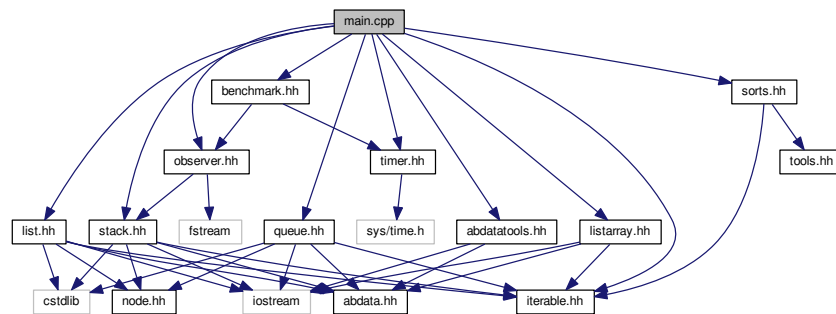 main.cpp
benchmark.hh
sorts.hh
observer.hh
timer.hh
tools.hh
list.hh
stack.hh
fstream
queue.hh
sys/time.h
abdatatools.hh
listarray.hh
cstdlib
node.hh
iostream
abdata.hh
iterable.hh